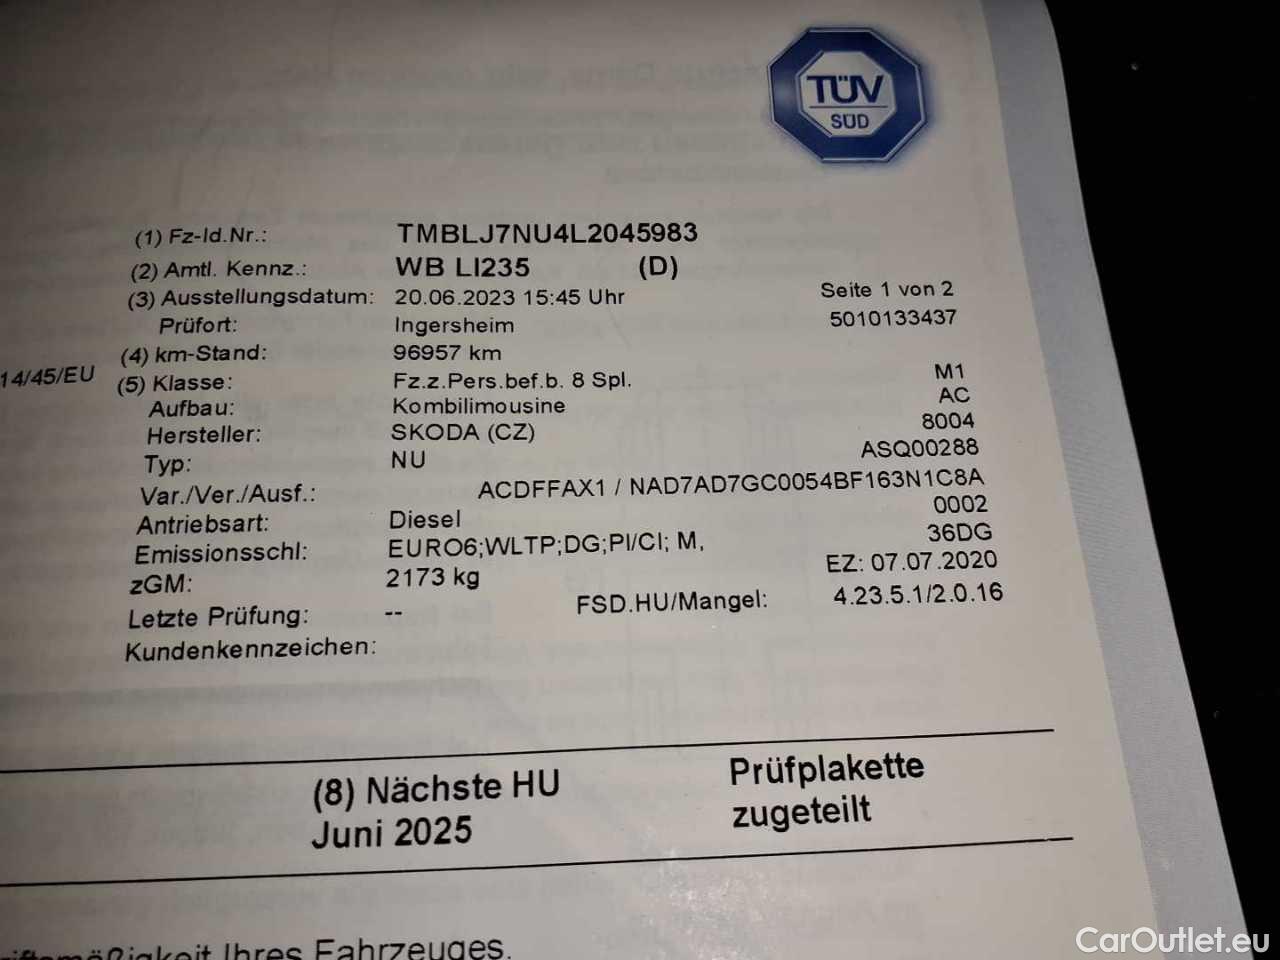 TÜV
SÜD
(1) Fz-Id.Nr.: TMBLJ7NU4L2045983
(2) Amtl. Kennz.: WB LI235 (D)
(3) Ausstellungsdatum: 20.06.2023 15:45 Uhr Seite 1 von 2
Prüfort: Ingersheim 5010133437
(4) km-Stand: 96957 km
14/45/EU (5) Klasse: Fz.z.Pers.bef.b. 8 Spl. M1
Aufbau: Kombilimousine AC
Hersteller: SKODA (CZ) 8004
Typ: NU ASQ00288
Var./Ver./Ausf.: ACDFFAX1 / NAD7AD7GC0054BF163N1C8A
Antriebsart: Diesel 0002
Emissionsschl: EURO6;WLTP;DG;PI/CI; M, 36DG
zGM: 2173 kg EZ: 07.07.2020
Letzte Prüfung: -- FSD.HU/Mängel: 4.23.5.1/2.0.16
Kundenkennzeichen:
(8) Nächste HU Prüfplakette
Juni 2025 zugeteilt
Ihres Fahrzeuges.
CarOutlet.eu